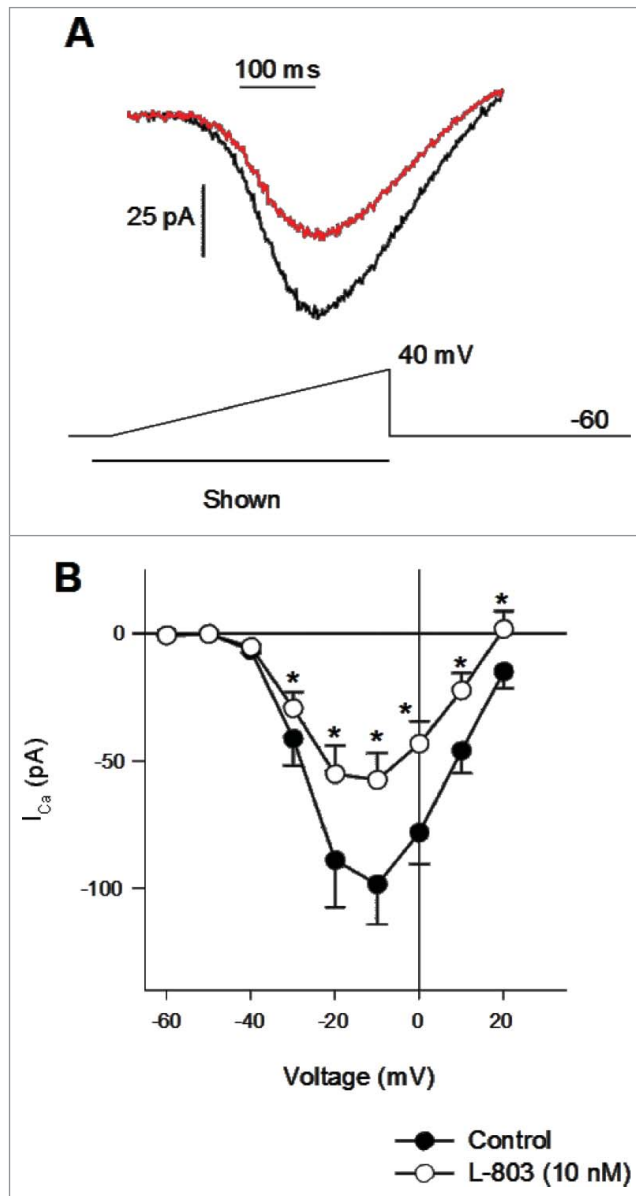 A
100 ms
25 pA
40 mV
-60
Shown
B
* * * * * *
0
-50
-100
I_Ca (pA)
-60 -40 -20 0 20
Voltage (mV)
Control
L-803 (10 nM)